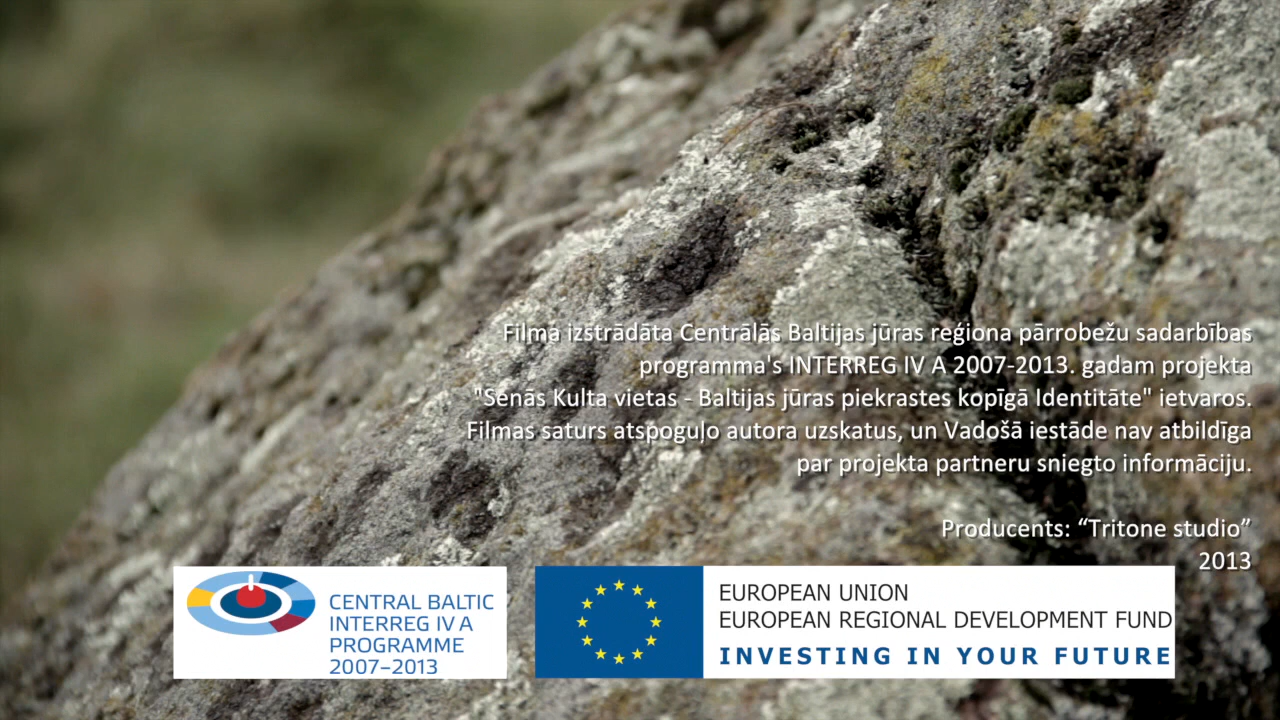 Filma izstrādāta Centrālās Baltijas jūras reģiona pārrobežu sadarbības
programma's INTERREG IV A 2007-2013. gadam projekta
"Senās Kulta vietas - Baltijas jūras piekrastes kopīgā Identitāte" ietvaros.
Filmas saturs atspoguļo autora uzskatus, un Vadošā iestāde nav atbildīga
par projekta partneru sniegto informāciju.
Producents: “Tritone studio”
2013
CENTRAL BALTIC
INTERREG IV A
PROGRAMME
2007–2013
EUROPEAN UNION
EUROPEAN REGIONAL DEVELOPMENT FUND
INVESTING IN YOUR FUTURE